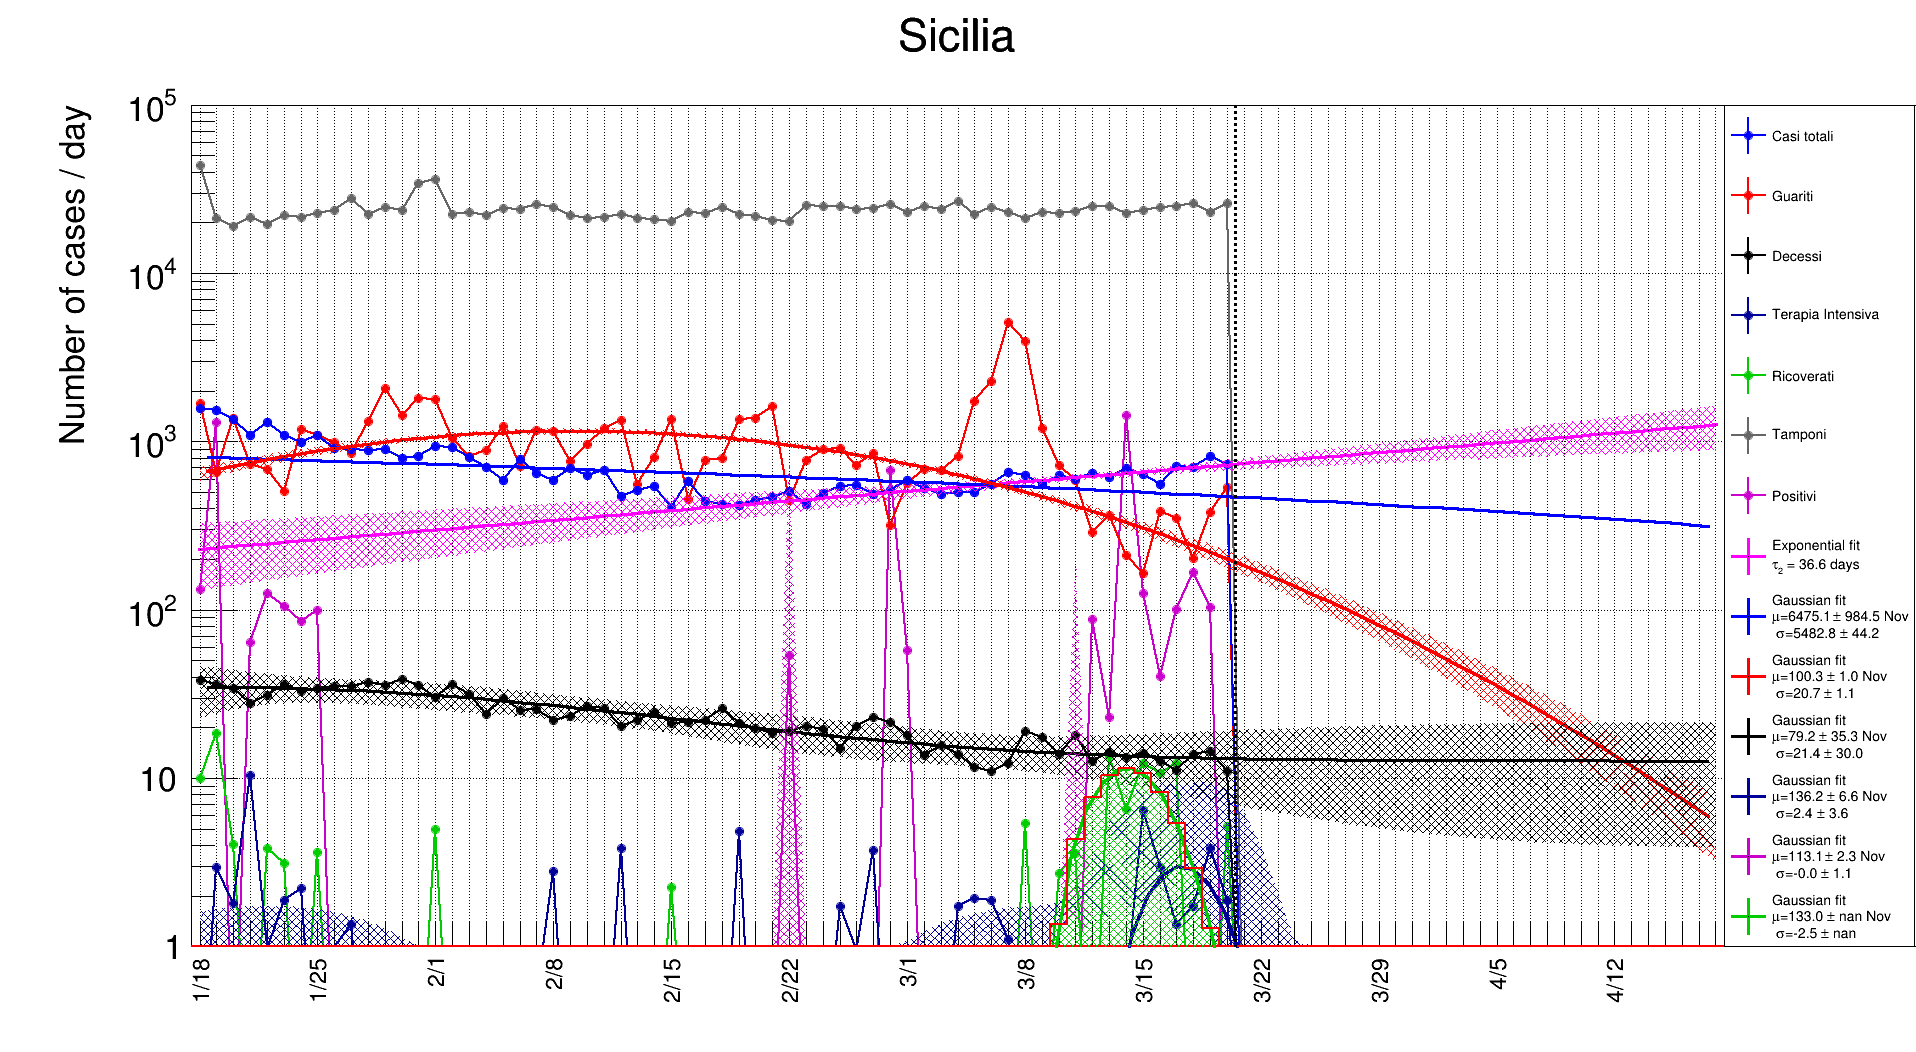 Sicilia
Number of cases / day
10^5
10^4
10^3
10^2
10
1
1/18
1/25
2/1
2/8
2/15
2/22
3/1
3/8
3/15
3/22
3/29
4/5
4/12
Casi totali
Guariti
Decessi
Terapia Intensiva
Ricoverati
Tamponi
Positivi
Exponential fit
τ₂ = 36.6 days
Gaussian fit
μ=6475.1 ± 984.5 Nov
σ=5482.8 ± 44.2
Gaussian fit
μ=100.3 ± 1.0 Nov
σ=20.7 ± 1.1
Gaussian fit
μ=79.2 ± 35.3 Nov
σ=21.4 ± 30.0
Gaussian fit
μ=136.2 ± 6.6 Nov
σ=2.4 ± 3.6
Gaussian fit
μ=113.1 ± 2.3 Nov
σ=-0.0 ± 1.1
Gaussian fit
μ=133.0 ± nan Nov
σ=-2.5 ± nan